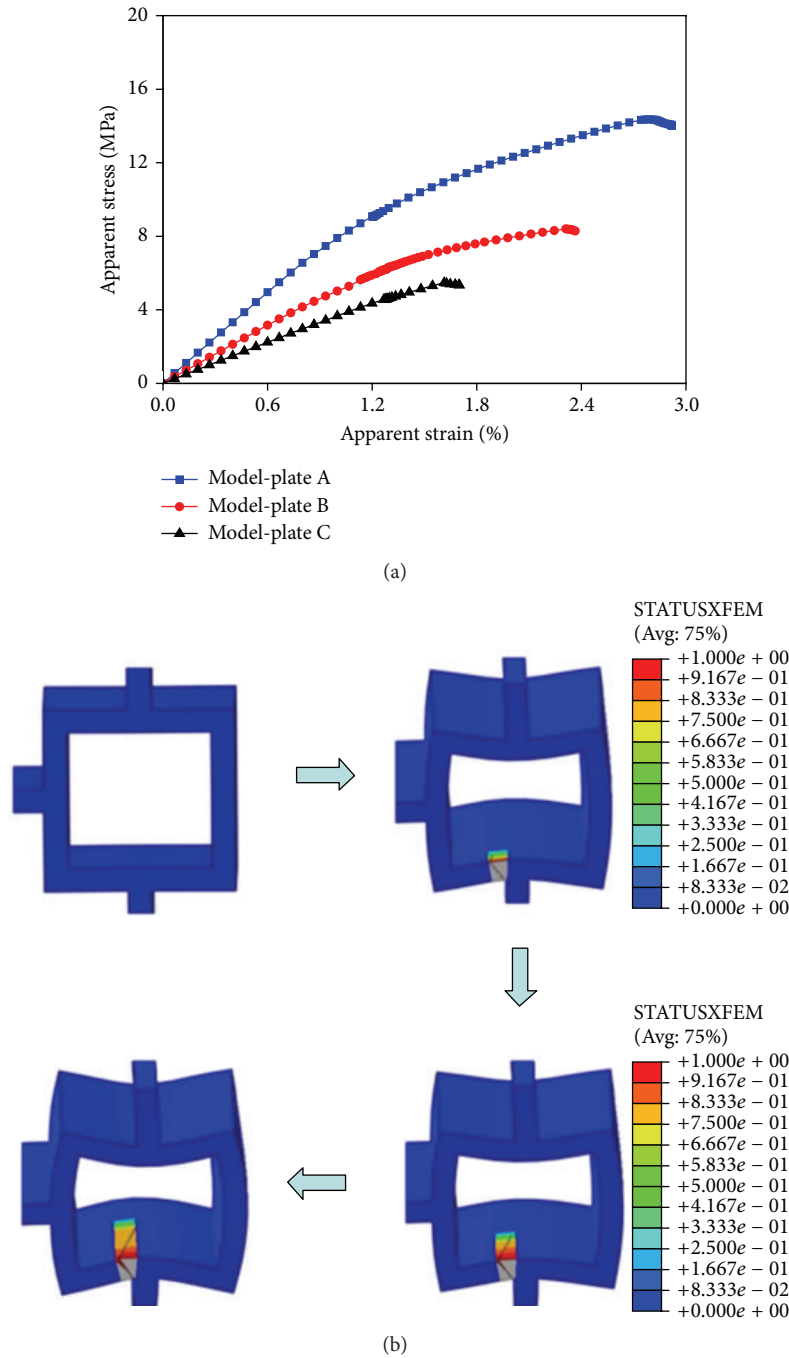 20
16
12
8
4
0
Apparent stress (MPa)
0.0 0.6 1.2 1.8 2.4 3.0
Apparent strain (%)
Model-plate A
Model-plate B
Model-plate C
(a)
STATUSXFEM
(Avg: 75%)
+1.000e + 00
+9.167e − 01
+8.333e − 01
+7.500e − 01
+6.667e − 01
+5.833e − 01
+5.000e − 01
+4.167e − 01
+3.333e − 01
+2.500e − 01
+1.667e − 01
+8.333e − 02
+0.000e + 00
STATUSXFEM
(Avg: 75%)
+1.000e + 00
+9.167e − 01
+8.333e − 01
+7.500e − 01
+6.667e − 01
+5.833e − 01
+5.000e − 01
+4.167e − 01
+3.333e − 01
+2.500e − 01
+1.667e − 01
+8.333e − 02
+0.000e + 00
(b)